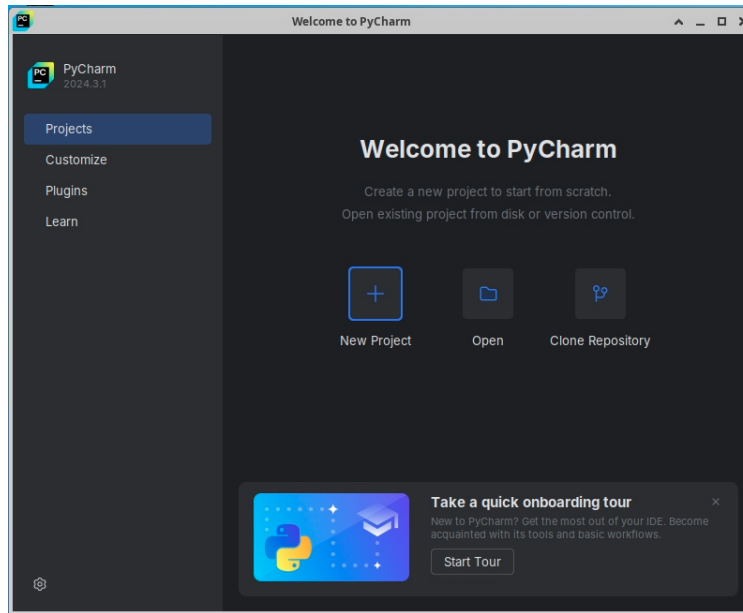 PC
Welcome to PyCharm
PC
PyCharm
2024.3.1
Projects
Customize
Plugins
Learn
Welcome to PyCharm
Create a new project to start from scratch.
Open existing project from disk or version control.
New Project
Open
Clone Repository
Take a quick onboarding tour
New to PyCharm? Get the most out of your IDE. Become
acquainted with its tools and basic workflows.
Start Tour